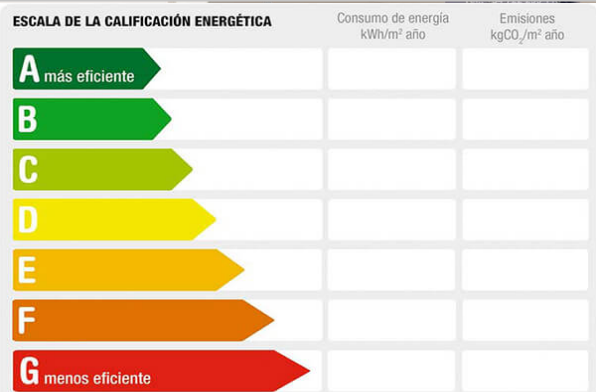 ESCALA DE LA CALIFICACIÓN ENERGÉTICA
Consumo de energía
kWh/m² año
Emisiones
kgCO₂/m² año
A más eficiente
B
C
D
E
F
G menos eficiente